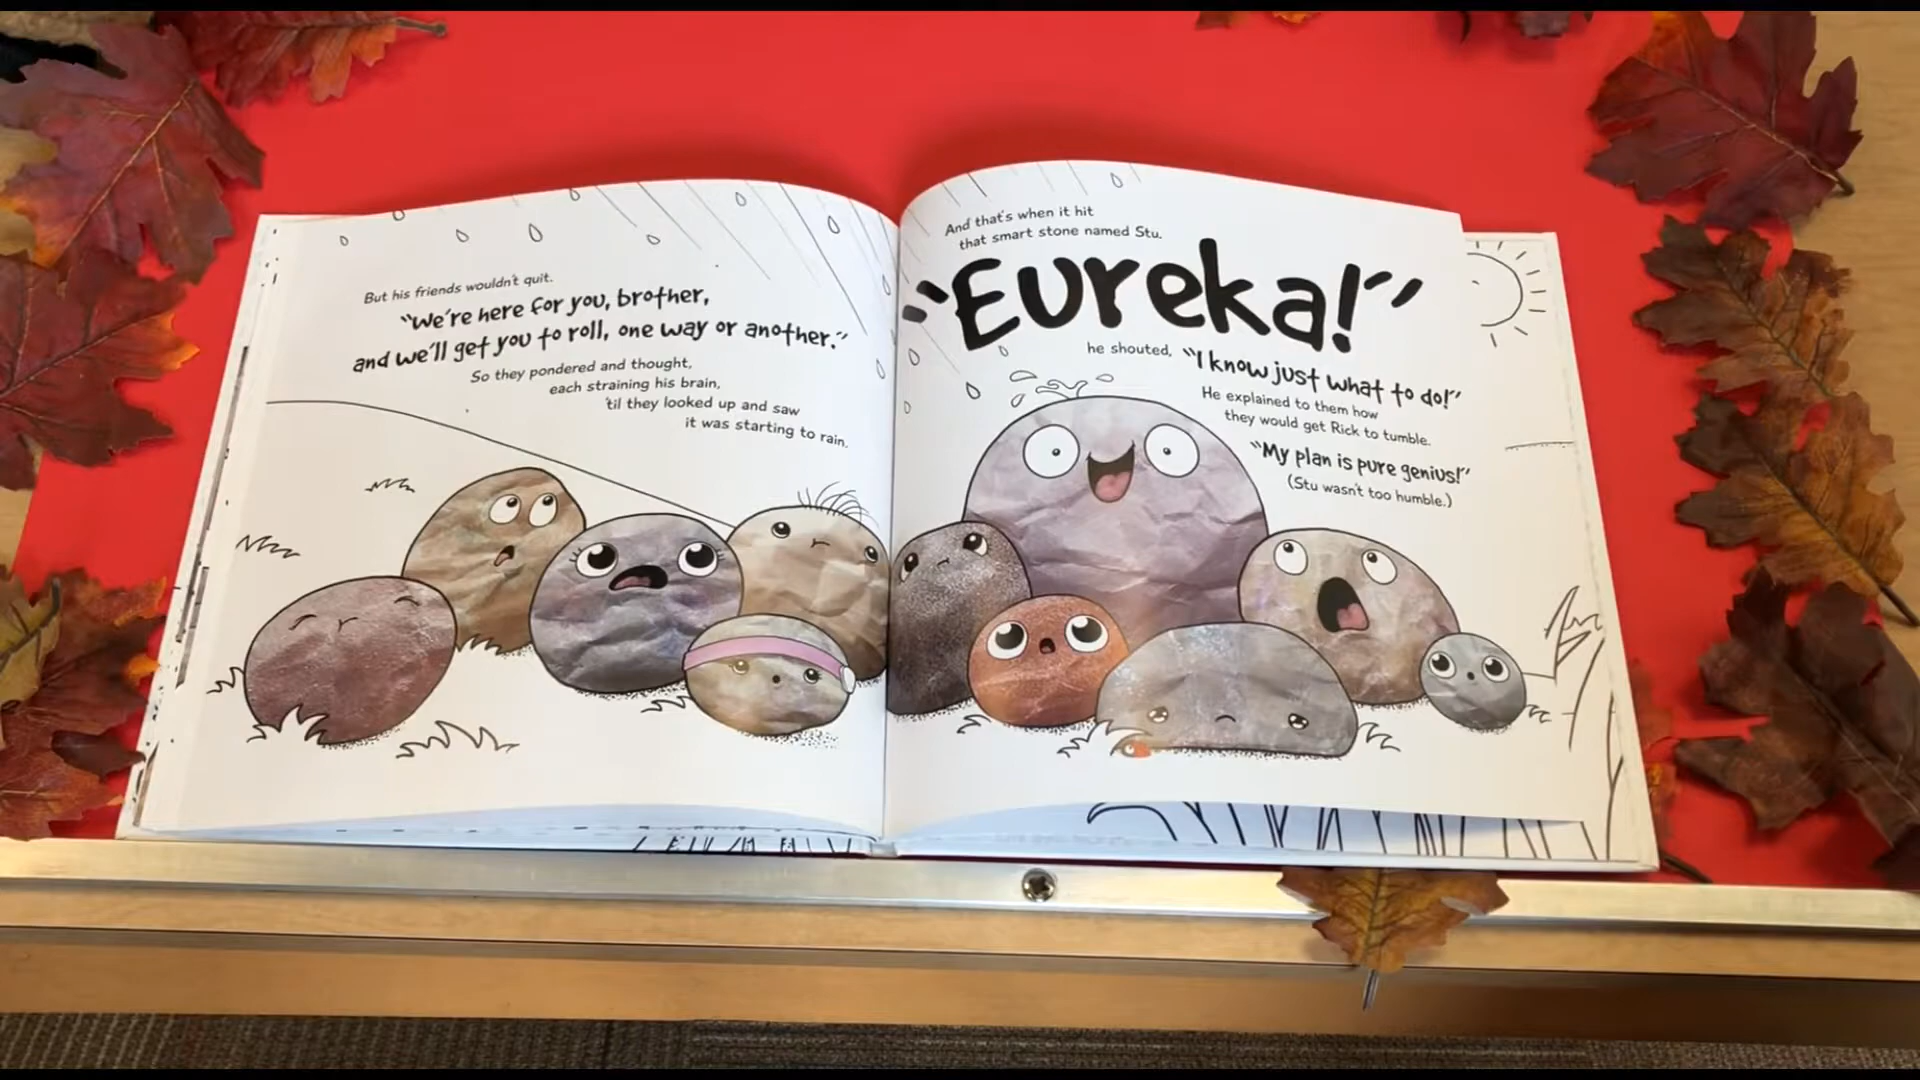 But his friends wouldn't quit.
"We're here for you, brother,
and we'll get you to roll, one way or another."
So they pondered and thought,
each straining his brain,
'til they looked up and saw
it was starting to rain.
And that's when it hit
that smart stone named Stu.
"Eureka!"
he shouted, "I know just what to do!"
He explained to them how
they would get Rick to tumble.
"My plan is pure genius!"
(Stu wasn't too humble.)